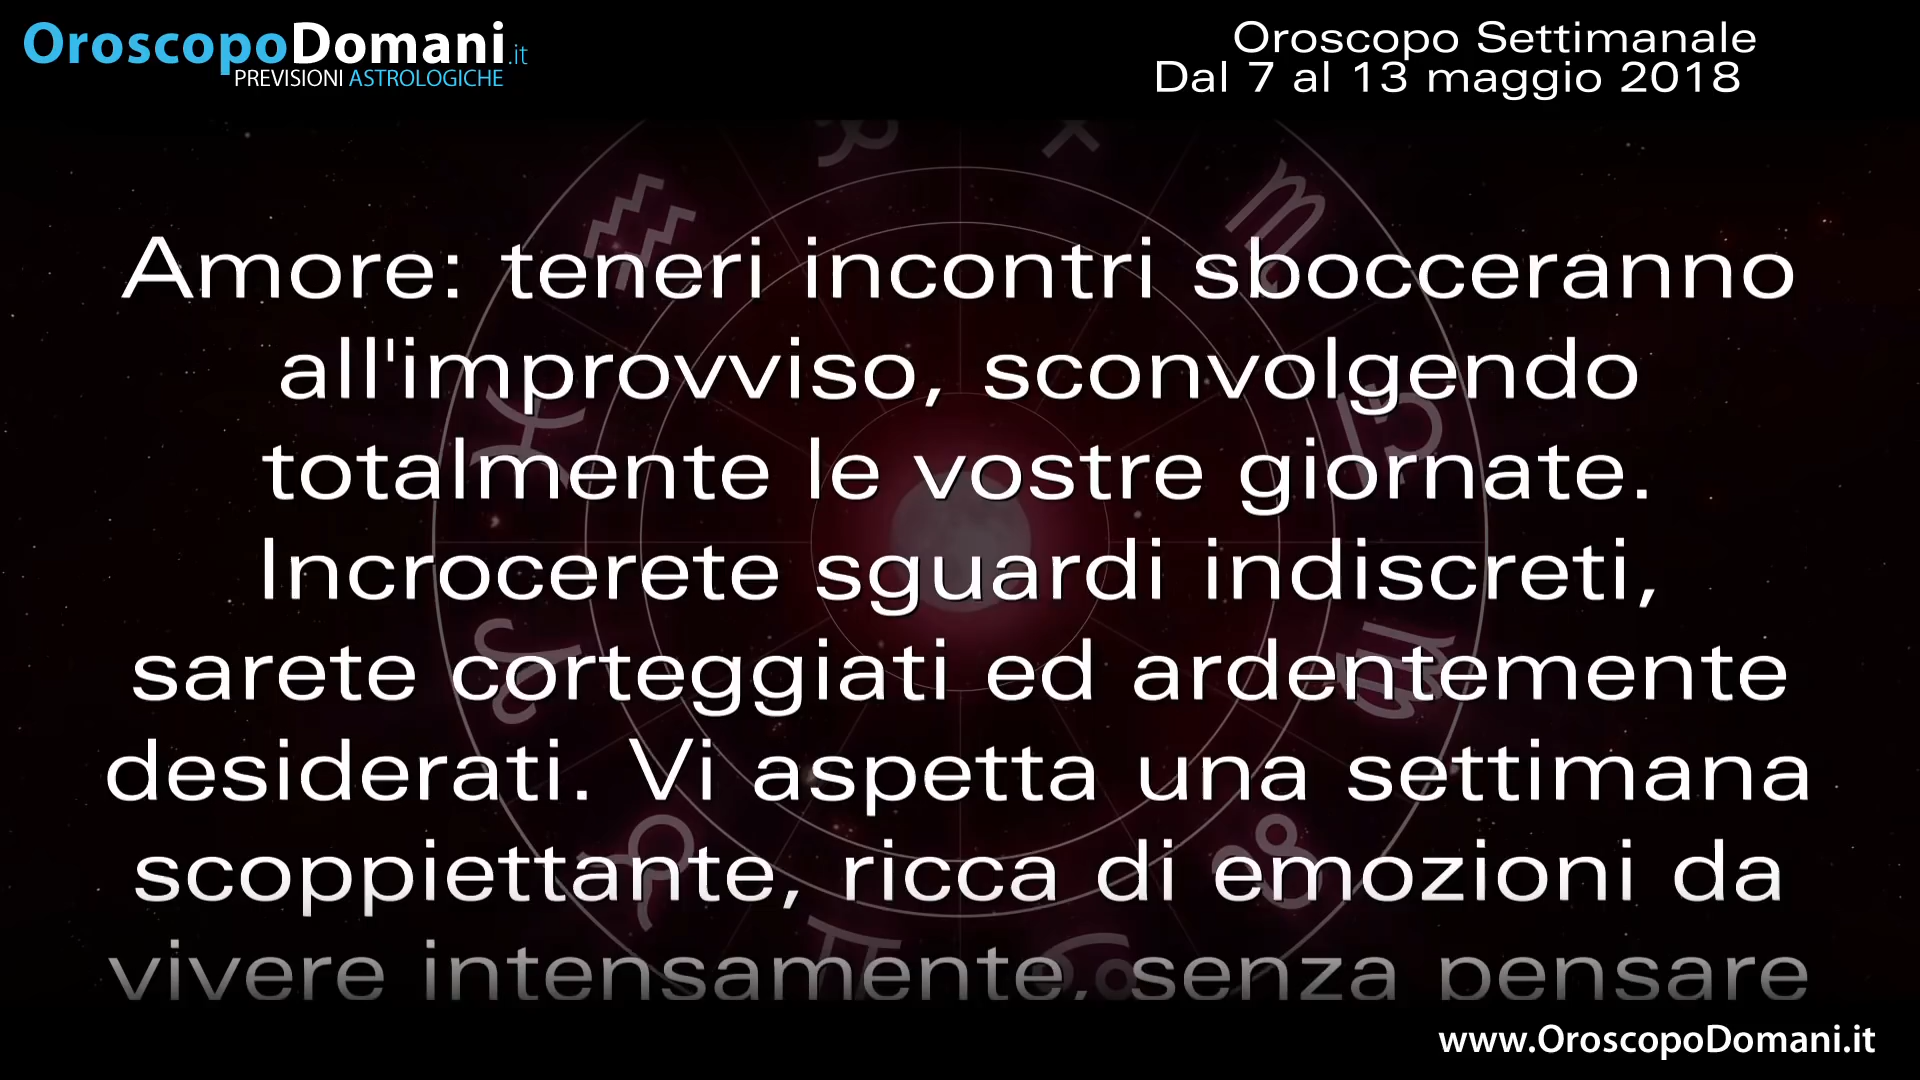 OroscopoDomani.it
PREVISIONI ASTROLOGICHE
Oroscopo Settimanale
Dal 7 al 13 maggio 2018
Amore: teneri incontri sbocceranno
all'improvviso, sconvolgendo
totalmente le vostre giornate.
Incrocerete sguardi indiscreti,
sarete corteggiati ed ardentemente
desiderati. Vi aspetta una settimana
scoppiettante, ricca di emozioni da
vivere intensamente, senza pensare
www.OroscopoDomani.it